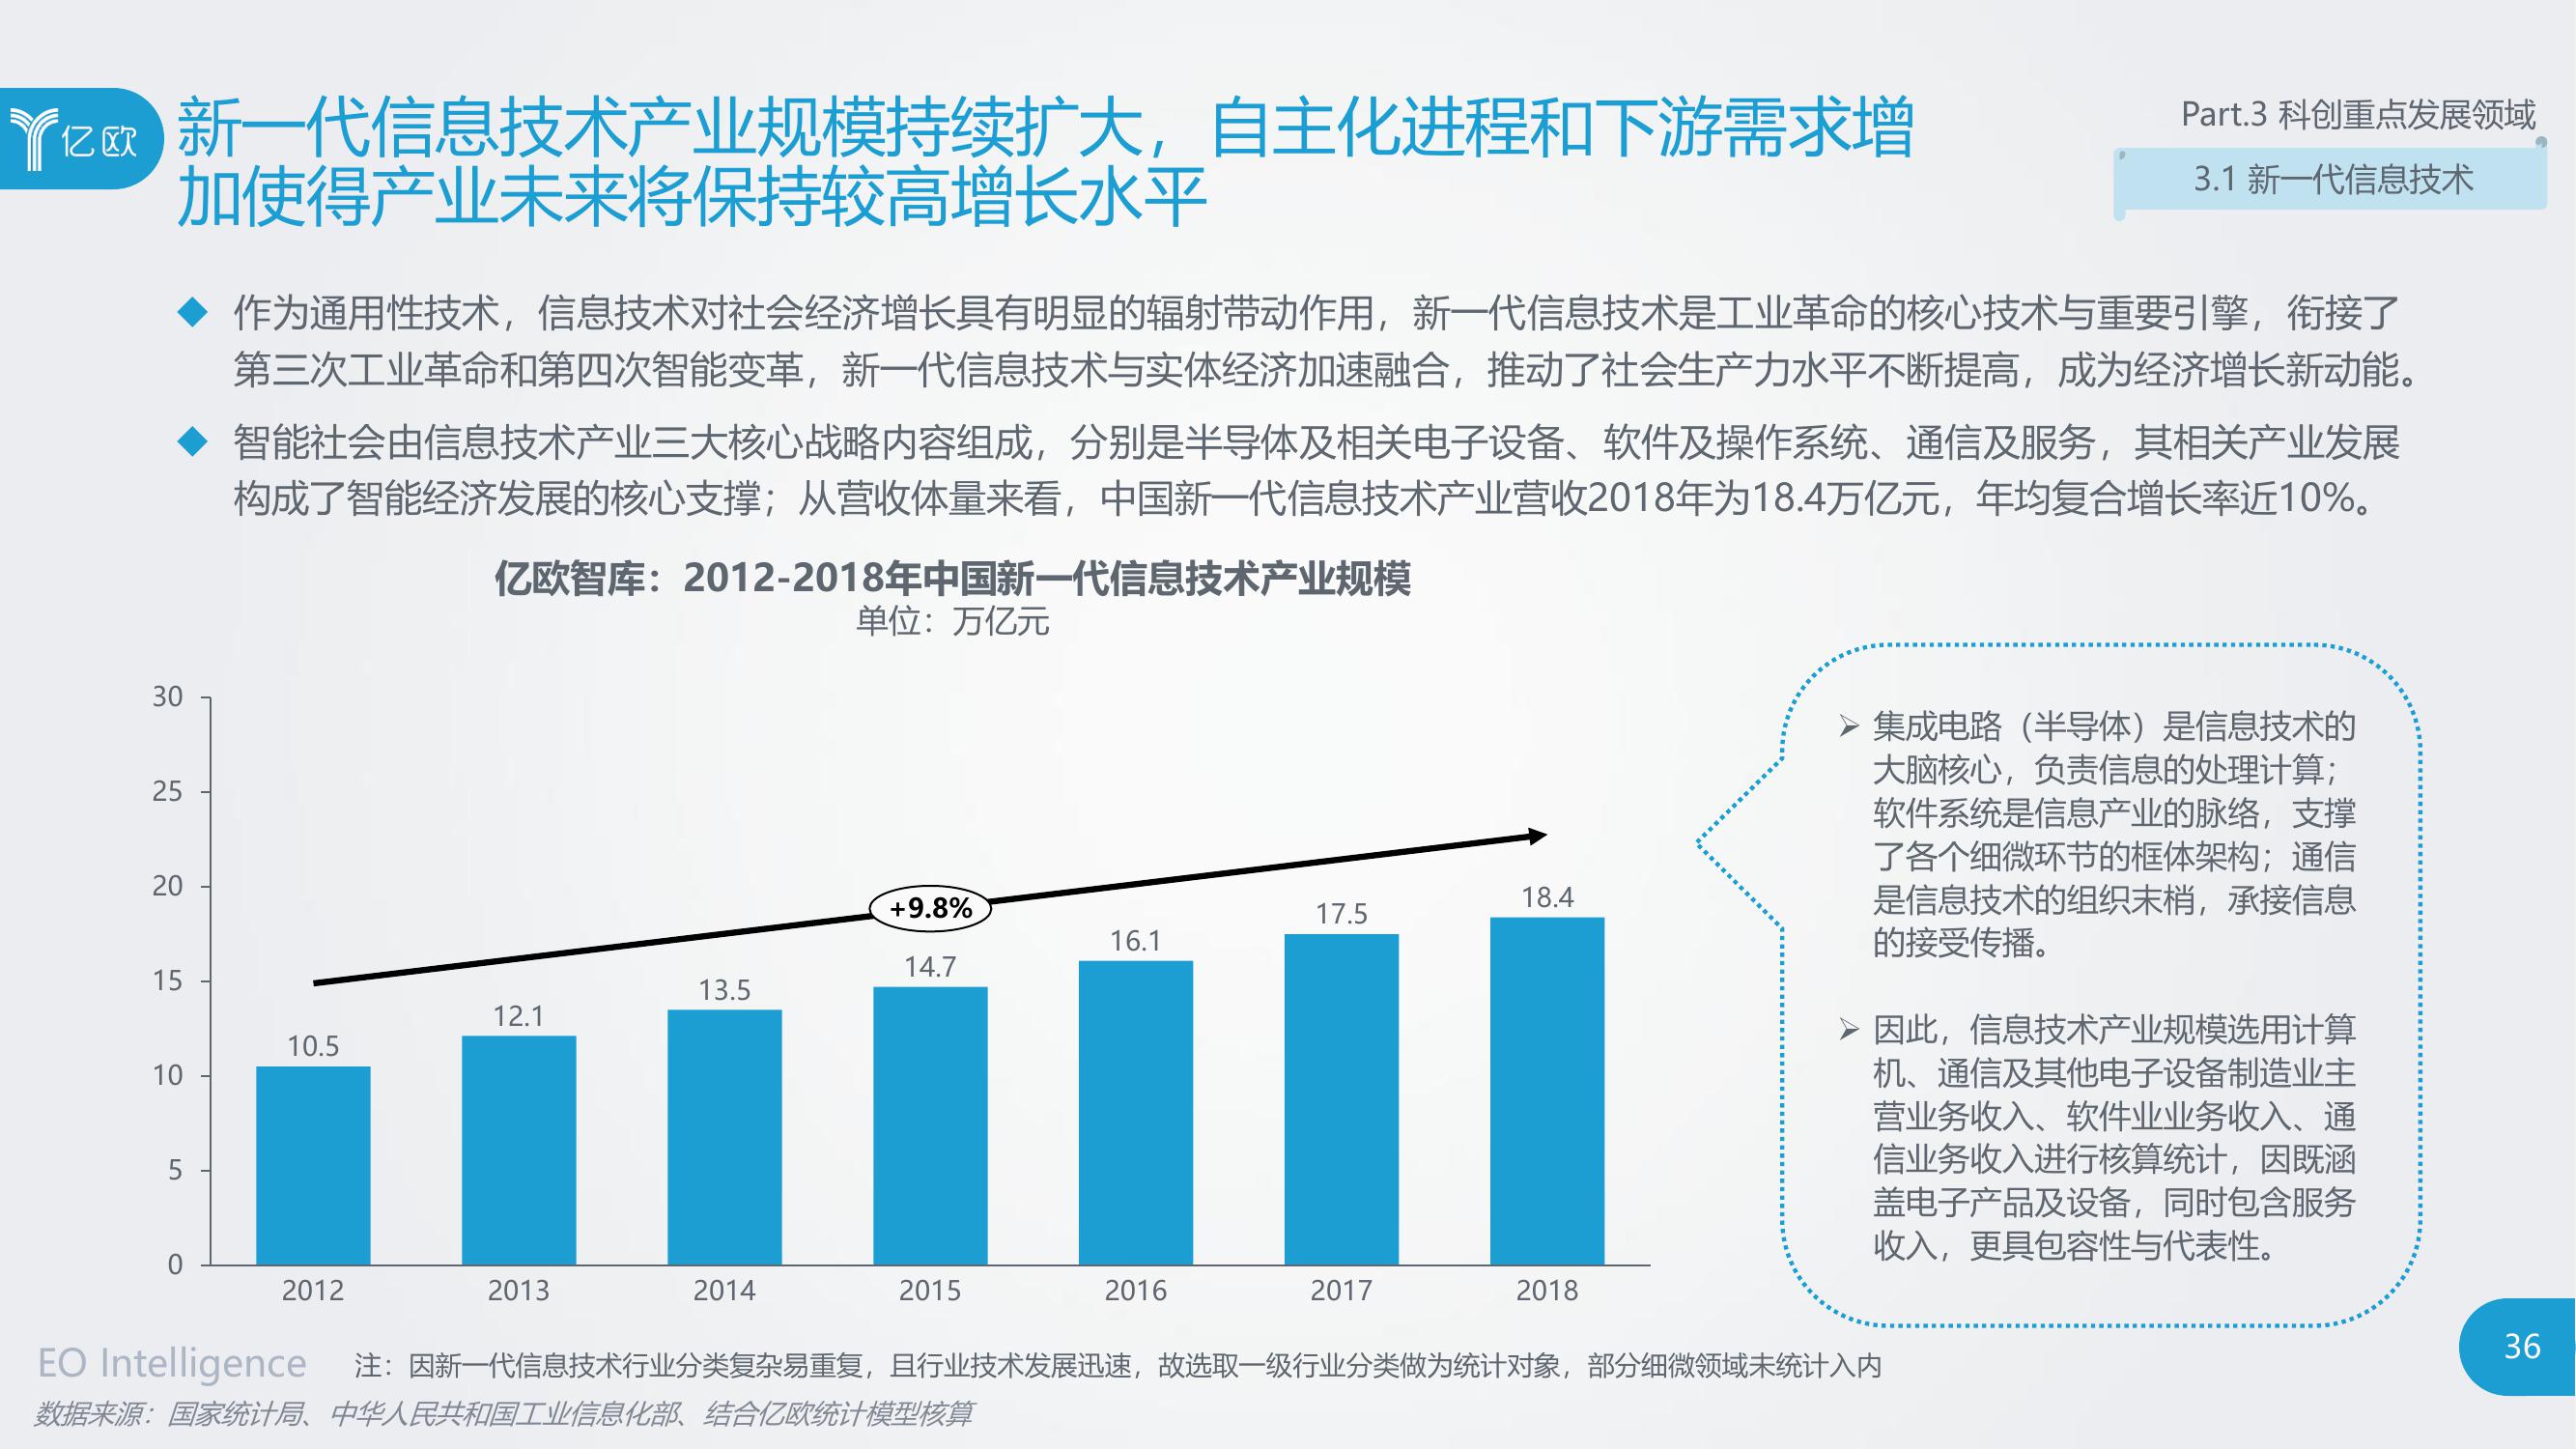 亿欧
新一代信息技术产业规模持续扩大，自主化进程和下游需求增
加使得产业未来将保持较高增长水平
Part.3 科创重点发展领域
3.1 新一代信息技术
作为通用性技术，信息技术对社会经济增长具有明显的辐射带动作用，新一代信息技术是工业革命的核心技术与重要引擎，衔接了
第三次工业革命和第四次智能变革，新一代信息技术与实体经济加速融合，推动了社会生产力水平不断提高，成为经济增长新动能。
智能社会由信息技术产业三大核心战略内容组成，分别是半导体及相关电子设备、软件及操作系统、通信及服务，其相关产业发展
构成了智能经济发展的核心支撑；从营收体量来看，中国新一代信息技术产业营收2018年为18.4万亿元，年均复合增长率近10%。
亿欧智库：2012-2018年中国新一代信息技术产业规模
单位：万亿元
30
25
20
15
10
5
0
+9.8%
10.5
12.1
13.5
14.7
16.1
17.5
18.4
2012
2013
2014
2015
2016
2017
2018
集成电路（半导体）是信息技术的
大脑核心，负责信息的处理计算；
软件系统是信息产业的脉络，支撑
了各个细微环节的框体架构；通信
是信息技术的组织末梢，承接信息
的接受传播。
因此，信息技术产业规模选用计算
机、通信及其他电子设备制造业主
营业务收入、软件业业务收入、通
信业务收入进行核算统计，因既涵
盖电子产品及设备，同时包含服务
收入，更具包容性与代表性。
EO Intelligence
注：因新一代信息技术行业分类复杂易重复，且行业技术发展迅速，故选取一级行业分类做为统计对象，部分细微领域未统计入内
数据来源：国家统计局、中华人民共和国工业信息化部、结合亿欧统计模型核算
36